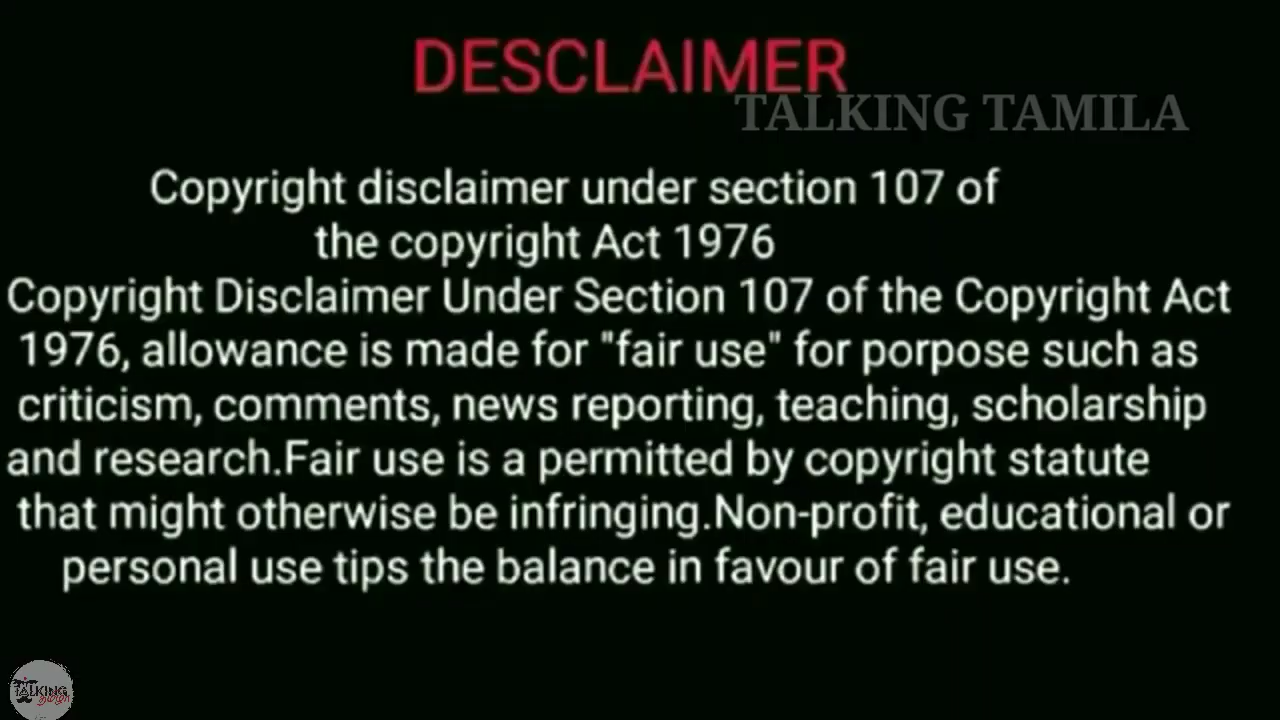 DESCLAIMER
TALKING TAMILA
Copyright disclaimer under section 107 of
the copyright Act 1976
Copyright Disclaimer Under Section 107 of the Copyright Act
1976, allowance is made for "fair use" for porpose such as
criticism, comments, news reporting, teaching, scholarship
and research.Fair use is a permitted by copyright statute
that might otherwise be infringing.Non-profit, educational or
personal use tips the balance in favour of fair use.
TALKING